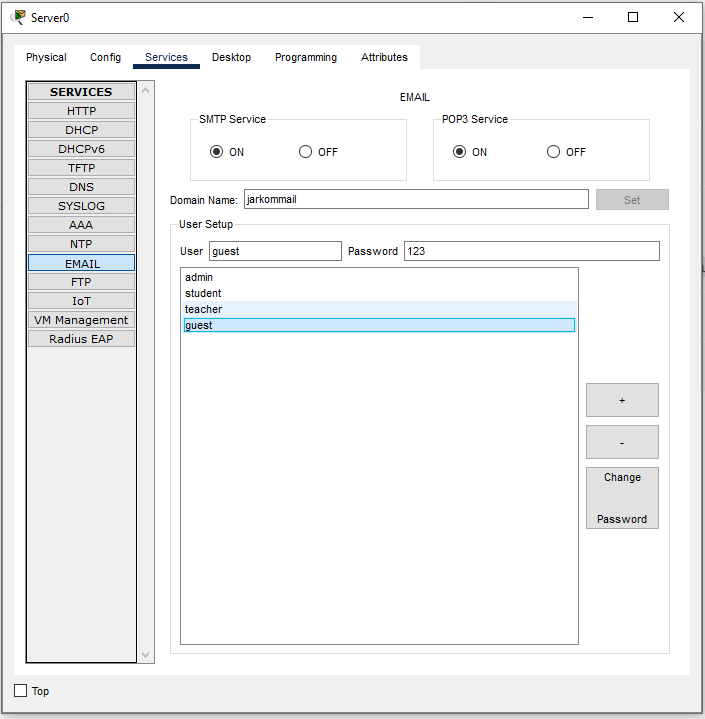 Server0
Physical Config Services Desktop Programming Attributes
SERVICES
HTTP
DHCP
DHCPv6
TFTP
DNS
SYSLOG
AAA
NTP
EMAIL
FTP
IoT
VM Management
Radius EAP
EMAIL
SMTP Service
ON OFF
POP3 Service
ON OFF
Domain Name: jarkommail Set
User Setup
User guest Password 123
admin
student
teacher
guest
+
-
Change
Password
Top